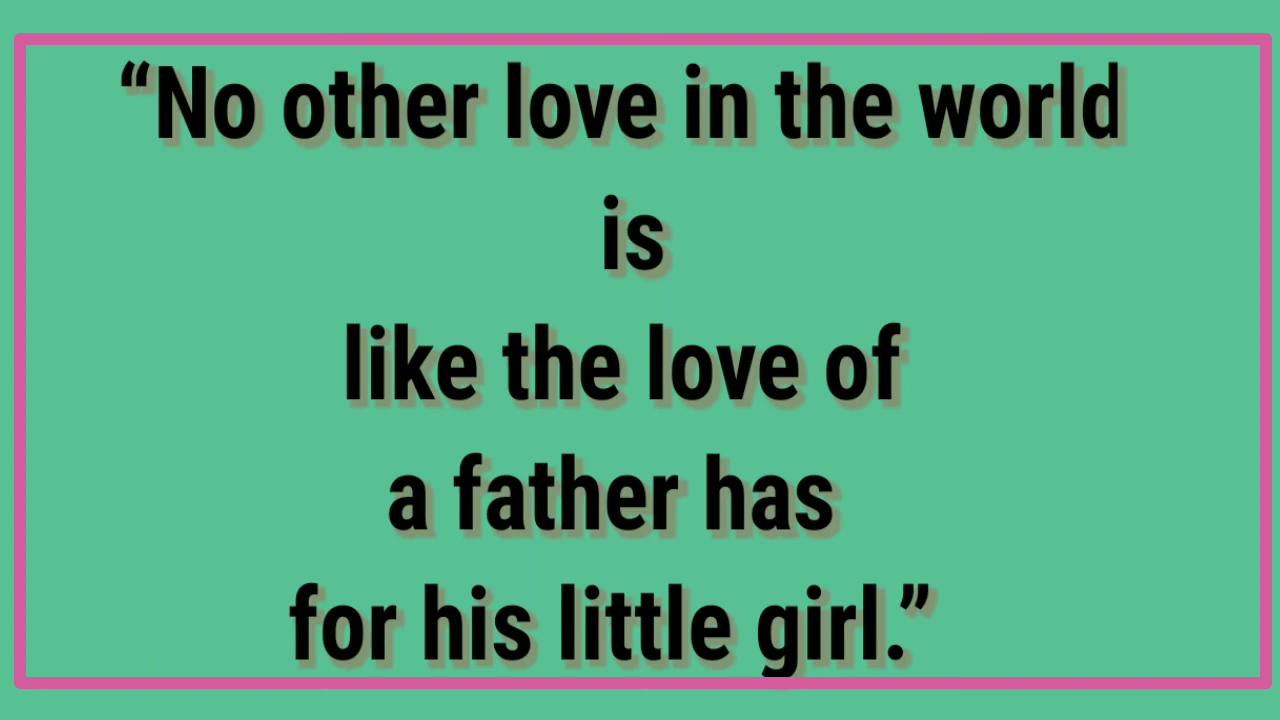 “No other love in the world
is
like the love of
a father has
for his little girl.”